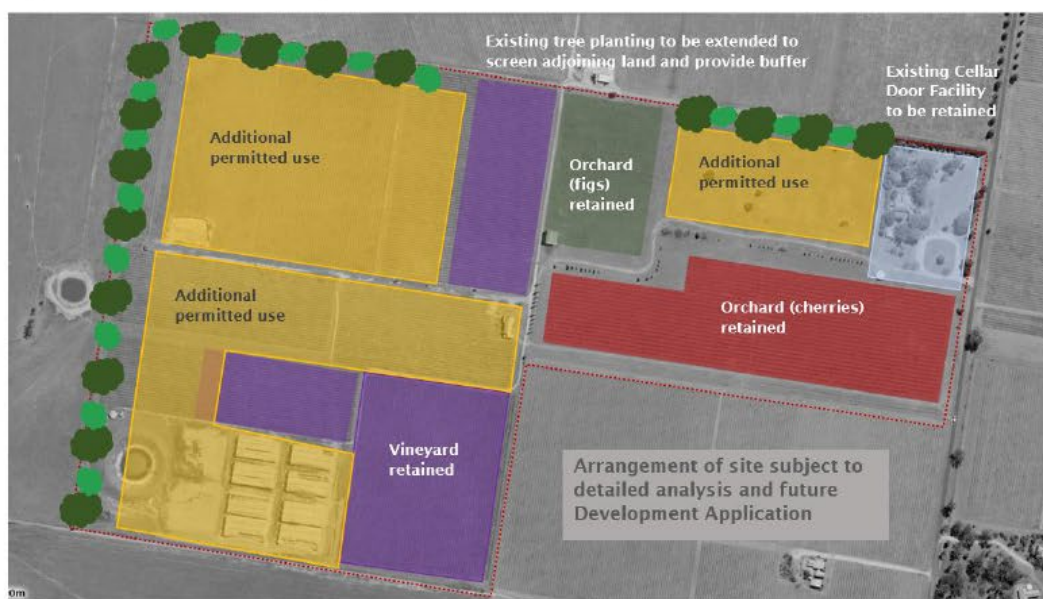 Existing tree planting to be extended to
screen adjoining land and provide buffer
Existing Cellar
Door Facility
to be retained
Additional
permitted use
Orchard
(figs)
retained
Additional
permitted use
Additional
permitted use
Orchard (cherries)
retained
Vineyard
retained
Arrangement of site subject to
detailed analysis and future
Development Application
0m